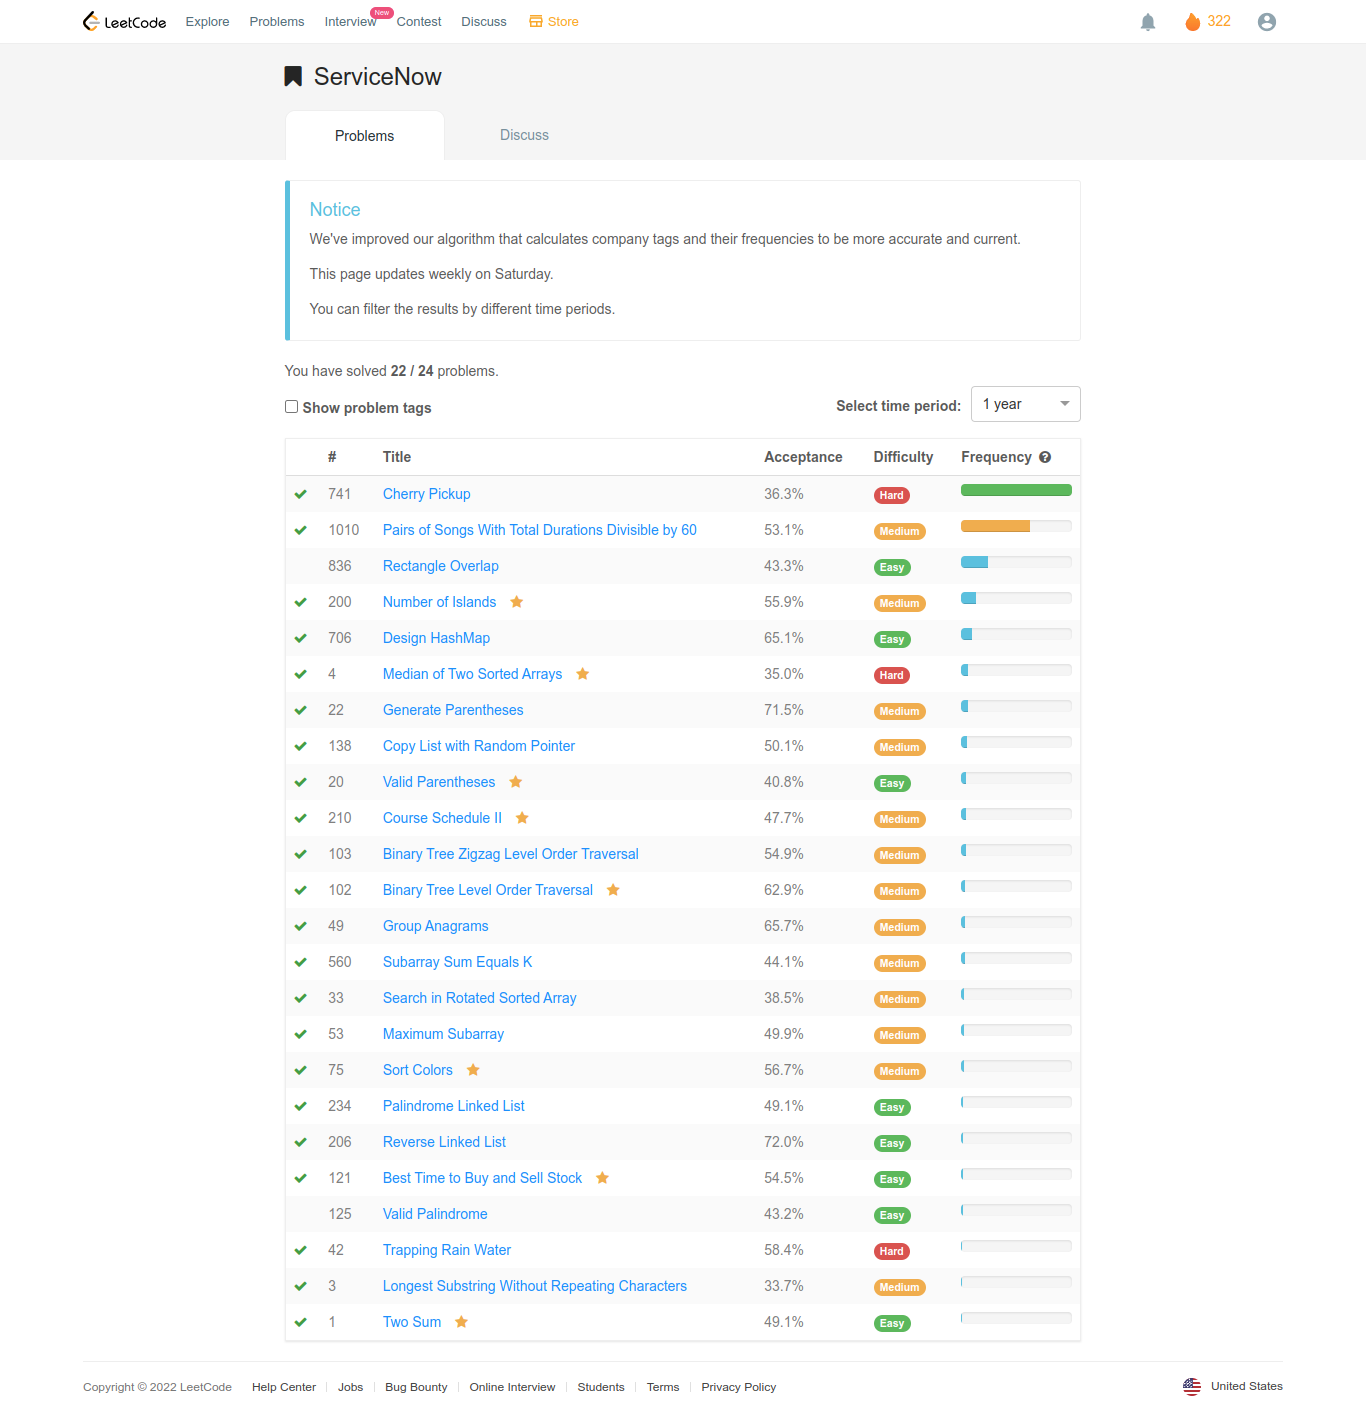 LeetCode Explore Problems Interview New Contest Discuss Store 322
ServiceNow
Problems Discuss
Notice
We've improved our algorithm that calculates company tags and their frequencies to be more accurate and current.
This page updates weekly on Saturday.
You can filter the results by different time periods.
You have solved 22 / 24 problems.
Show problem tags Select time period: 1 year
# Title Acceptance Difficulty Frequency ?
741 Cherry Pickup 36.3% Hard
1010 Pairs of Songs With Total Durations Divisible by 60 53.1% Medium
836 Rectangle Overlap 43.3% Easy
200 Number of Islands 55.9% Medium
706 Design HashMap 65.1% Easy
4 Median of Two Sorted Arrays 35.0% Hard
22 Generate Parentheses 71.5% Medium
138 Copy List with Random Pointer 50.1% Medium
20 Valid Parentheses 40.8% Easy
210 Course Schedule II 47.7% Medium
103 Binary Tree Zigzag Level Order Traversal 54.9% Medium
102 Binary Tree Level Order Traversal 62.9% Medium
49 Group Anagrams 65.7% Medium
560 Subarray Sum Equals K 44.1% Medium
33 Search in Rotated Sorted Array 38.5% Medium
53 Maximum Subarray 49.9% Medium
75 Sort Colors 56.7% Medium
234 Palindrome Linked List 49.1% Easy
206 Reverse Linked List 72.0% Easy
121 Best Time to Buy and Sell Stock 54.5% Easy
125 Valid Palindrome 43.2% Easy
42 Trapping Rain Water 58.4% Hard
3 Longest Substring Without Repeating Characters 33.7% Medium
1 Two Sum 49.1% Easy
Copyright © 2022 LeetCode Help Center Jobs Bug Bounty Online Interview Students Terms Privacy Policy United States